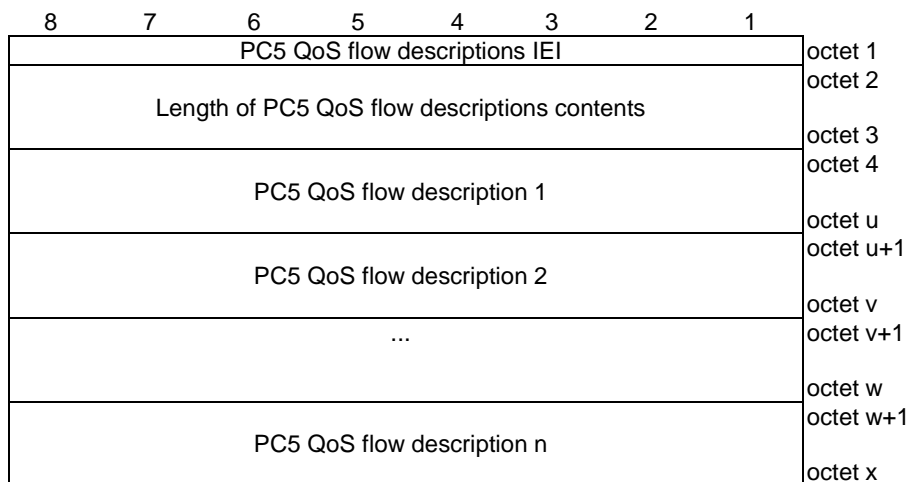 8 7 6 5 4 3 2 1
PC5 QoS flow descriptions IEI octet 1
octet 2
Length of PC5 QoS flow descriptions contents
octet 3
octet 4
PC5 QoS flow description 1
octet u
octet u+1
PC5 QoS flow description 2
octet v
... octet v+1
octet w
octet w+1
PC5 QoS flow description n
octet x